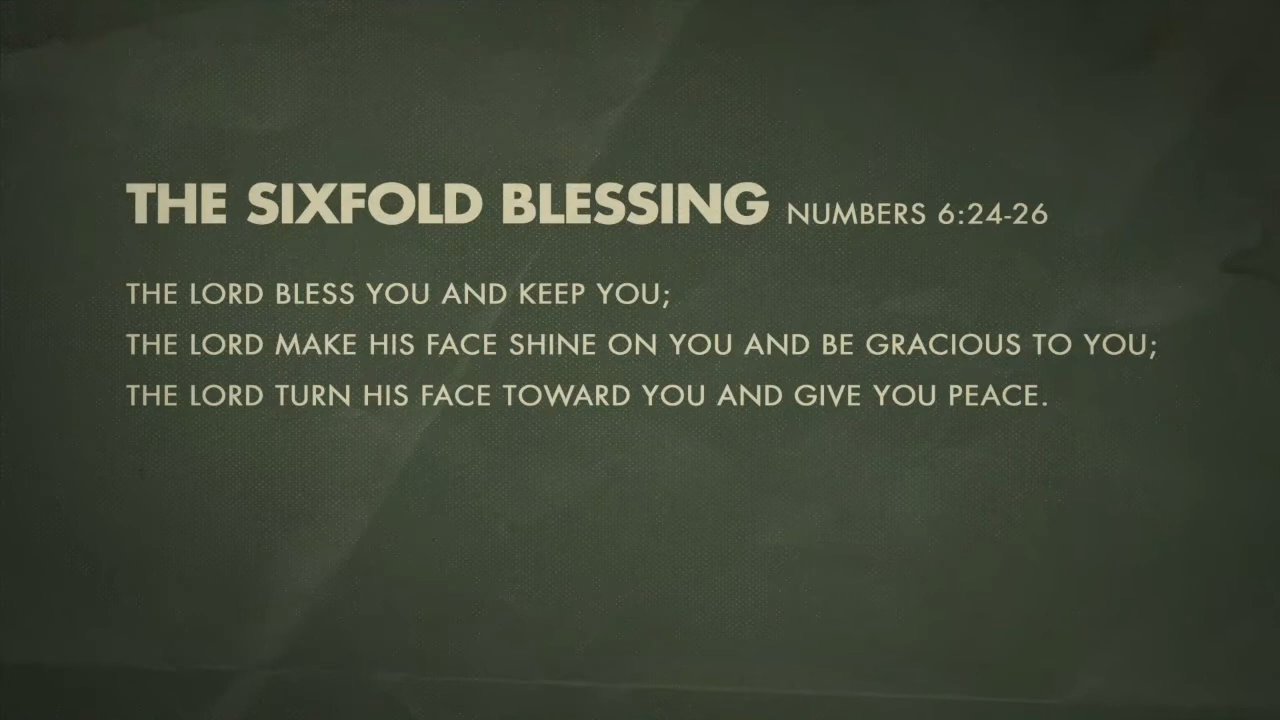 THE SIXFOLD BLESSING NUMBERS 6:24-26
THE LORD BLESS YOU AND KEEP YOU;
THE LORD MAKE HIS FACE SHINE ON YOU AND BE GRACIOUS TO YOU;
THE LORD TURN HIS FACE TOWARD YOU AND GIVE YOU PEACE.